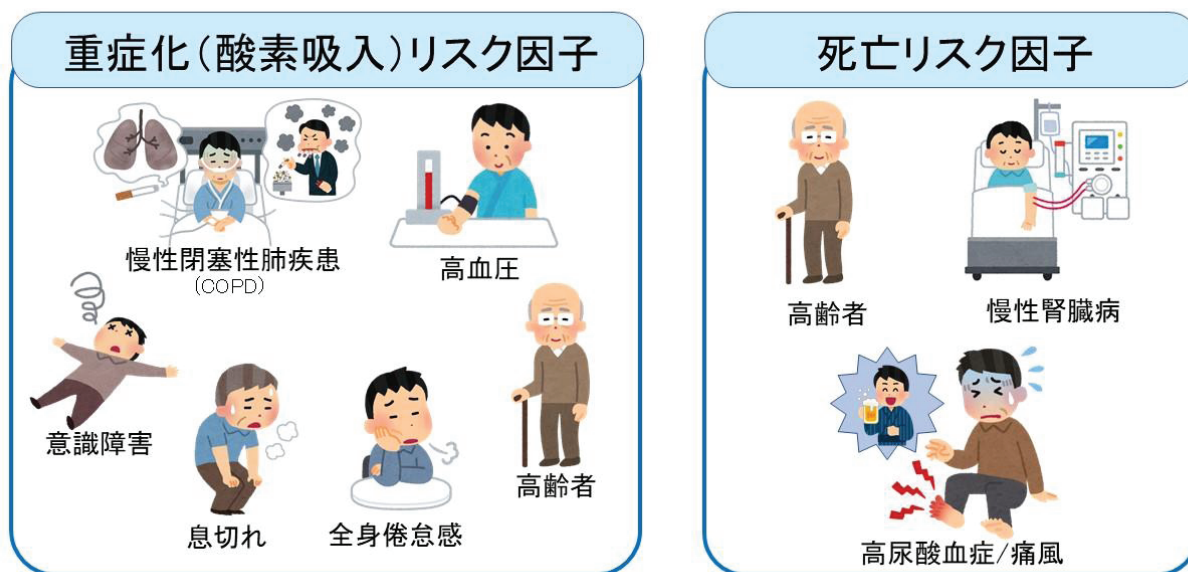 重症化（酸素吸入）リスク因子
慢性閉塞性肺疾患
（COPD）
高血圧
意識障害
息切れ
全身倦怠感
高齢者
死亡リスク因子
高齢者
慢性腎臓病
高尿酸血症/痛風